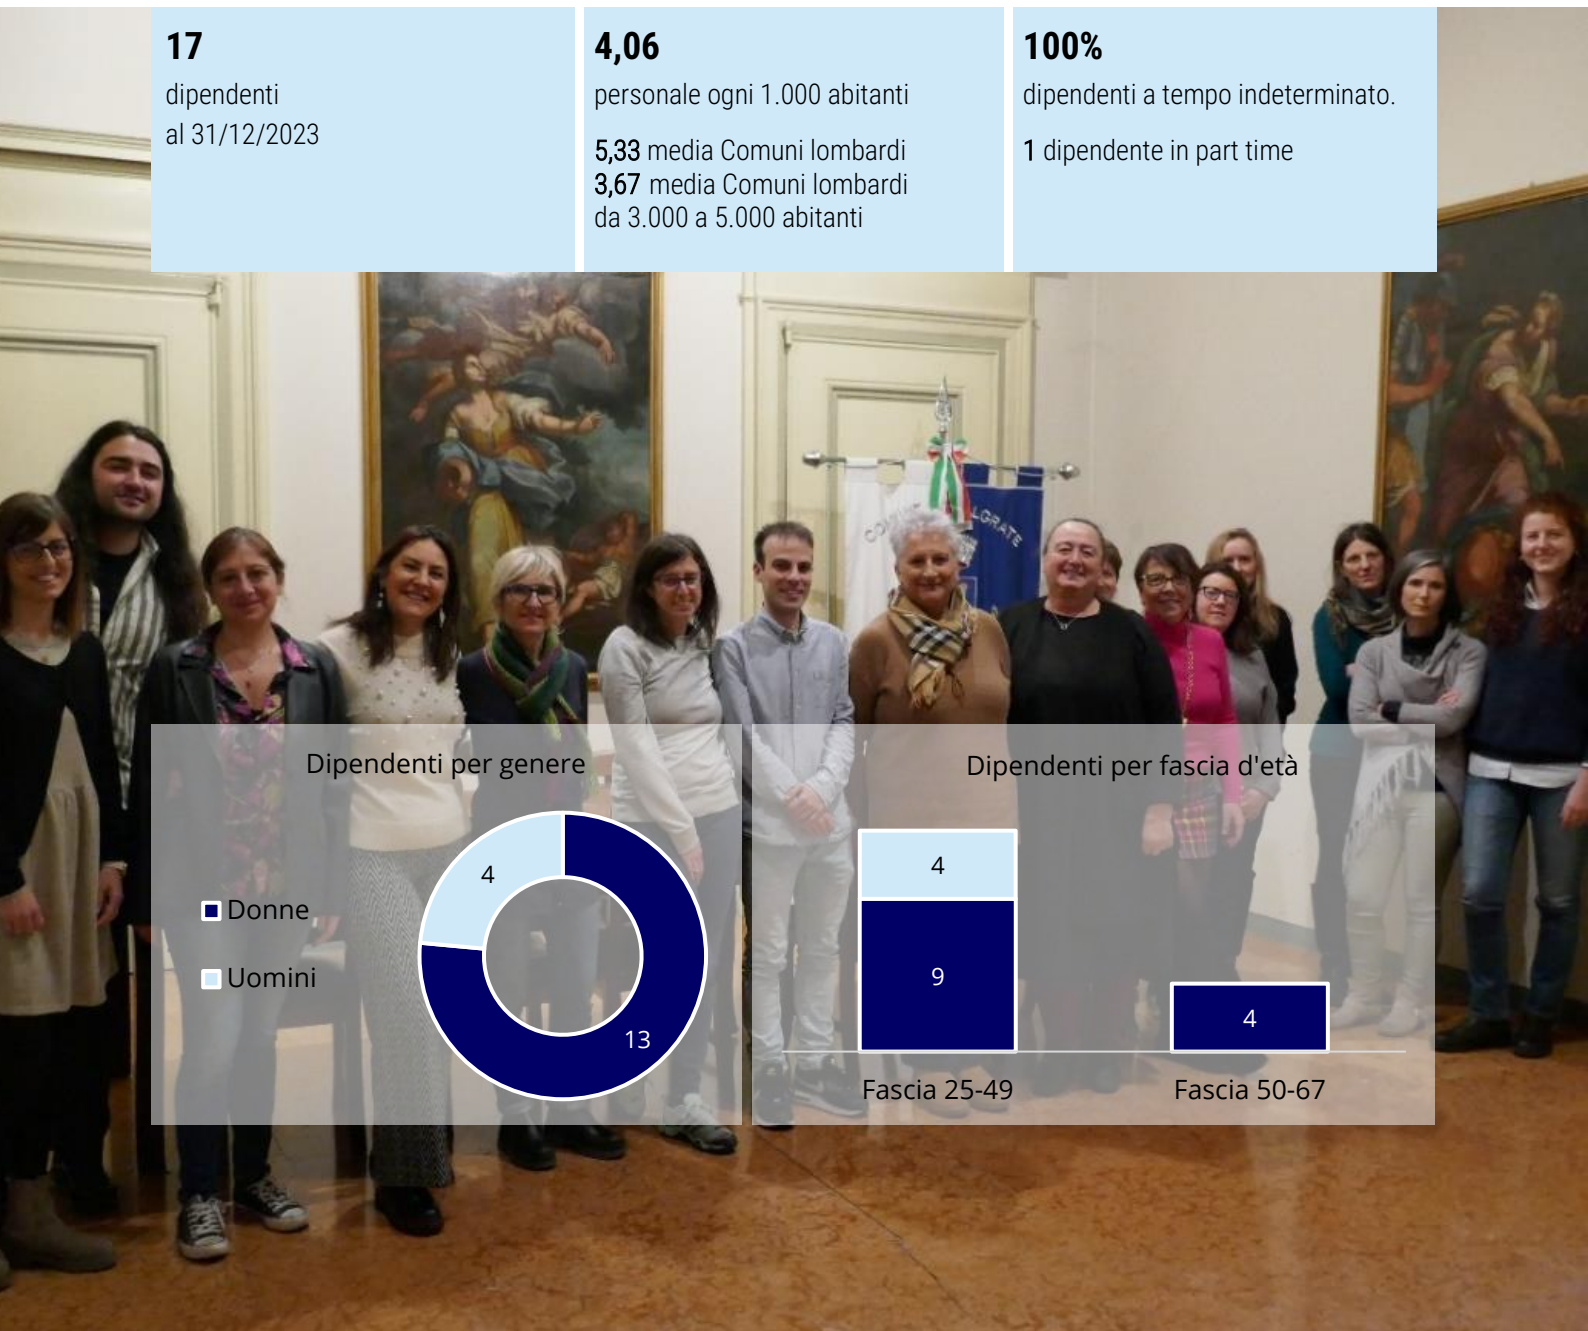 17
dipendenti
al 31/12/2023
4,06
personale ogni 1.000 abitanti
5,33 media Comuni lombardi
3,67 media Comuni lombardi
da 3.000 a 5.000 abitanti
100%
dipendenti a tempo indeterminato.
1 dipendente in part time
Dipendenti per genere
4
13
Donne
Uomini
Dipendenti per fascia d'età
4
9
4
Fascia 25-49
Fascia 50-67